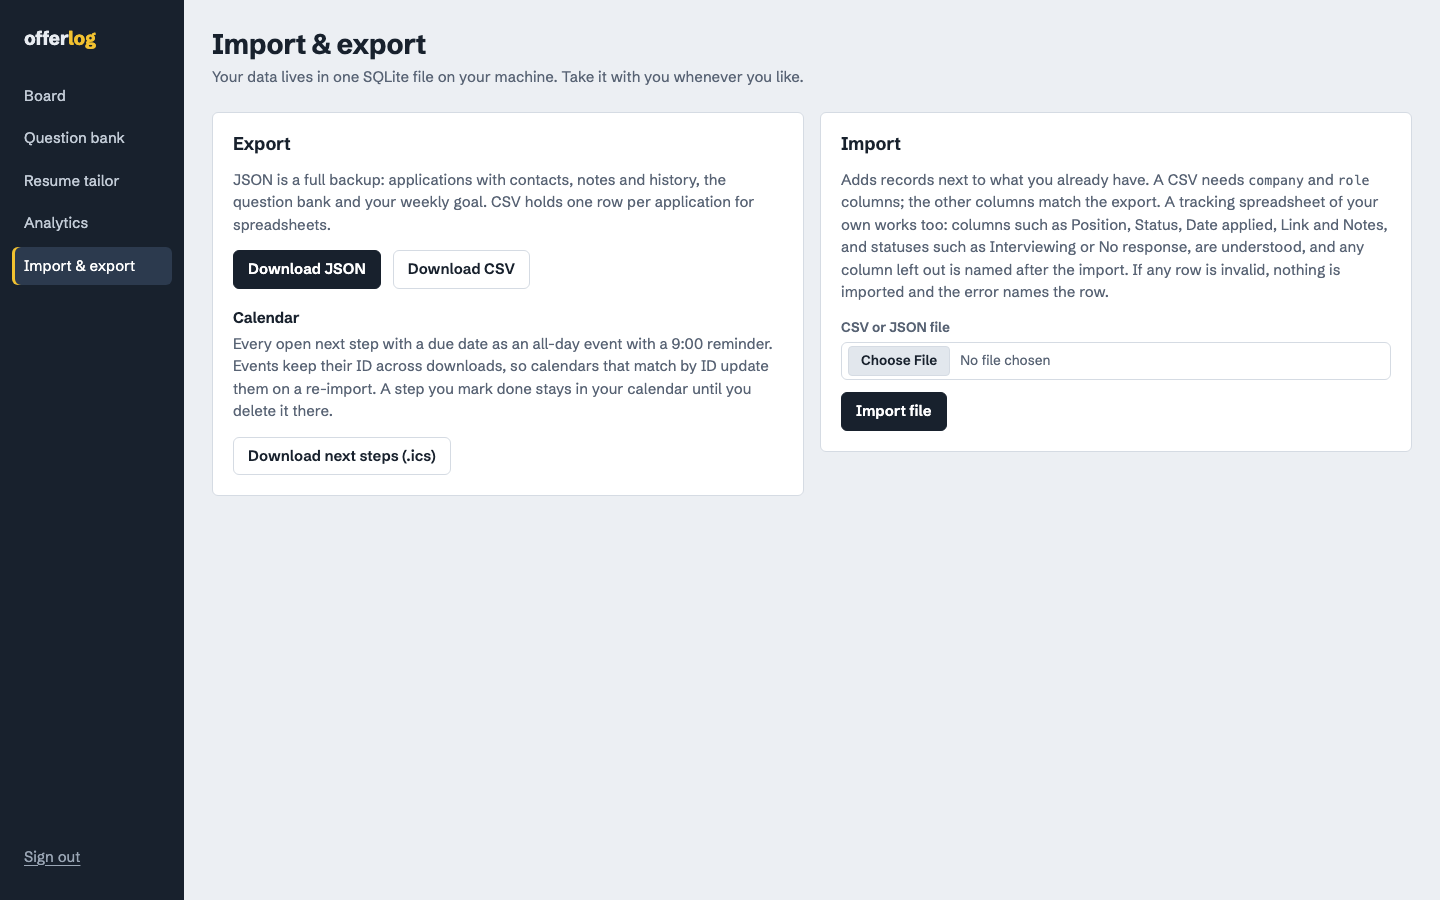 offerlog
Board
Question bank
Resume tailor
Analytics
Import & export
Sign out
Import & export
Your data lives in one SQLite file on your machine. Take it with you whenever you like.
Export
JSON is a full backup: applications with contacts, notes and history, the
question bank and your weekly goal. CSV holds one row per application for
spreadsheets.
Download JSON
Download CSV
Calendar
Every open next step with a due date as an all-day event with a 9:00 reminder.
Events keep their ID across downloads, so calendars that match by ID update
them on a re-import. A step you mark done stays in your calendar until you
delete it there.
Download next steps (.ics)
Import
Adds records next to what you already have. A CSV needs company and role
columns; the other columns match the export. A tracking spreadsheet of your
own works too: columns such as Position, Status, Date applied, Link and Notes,
and statuses such as Interviewing or No response, are understood, and any
column left out is named after the import. If any row is invalid, nothing is
imported and the error names the row.
CSV or JSON file
Choose File
No file chosen
Import file